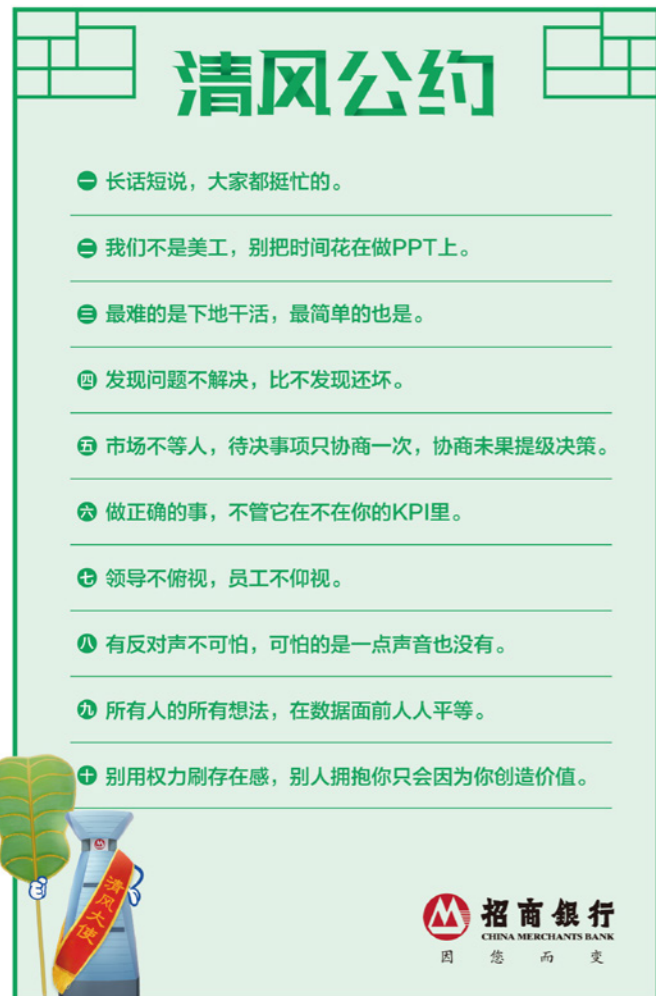 清风公约
一 长话短说，大家都挺忙的。
二 我们不是美工，别把时间花在做PPT上。
三 最难的是下地干活，最简单的也是。
四 发现问题不解决，比不发现还坏。
五 市场不等人，待决事项只协商一次，协商未果提级决策。
六 做正确的事，不管它在不在你的KPI里。
七 领导不俯视，员工不仰视。
八 有反对声不可怕，可怕的是一点声音也没有。
九 所有人的所有想法，在数据面前人人平等。
十 别用权力刷存在感，别人拥抱你只会因为你创造价值。
清风大使
招商银行
CHINA MERCHANTS BANK
因您而变